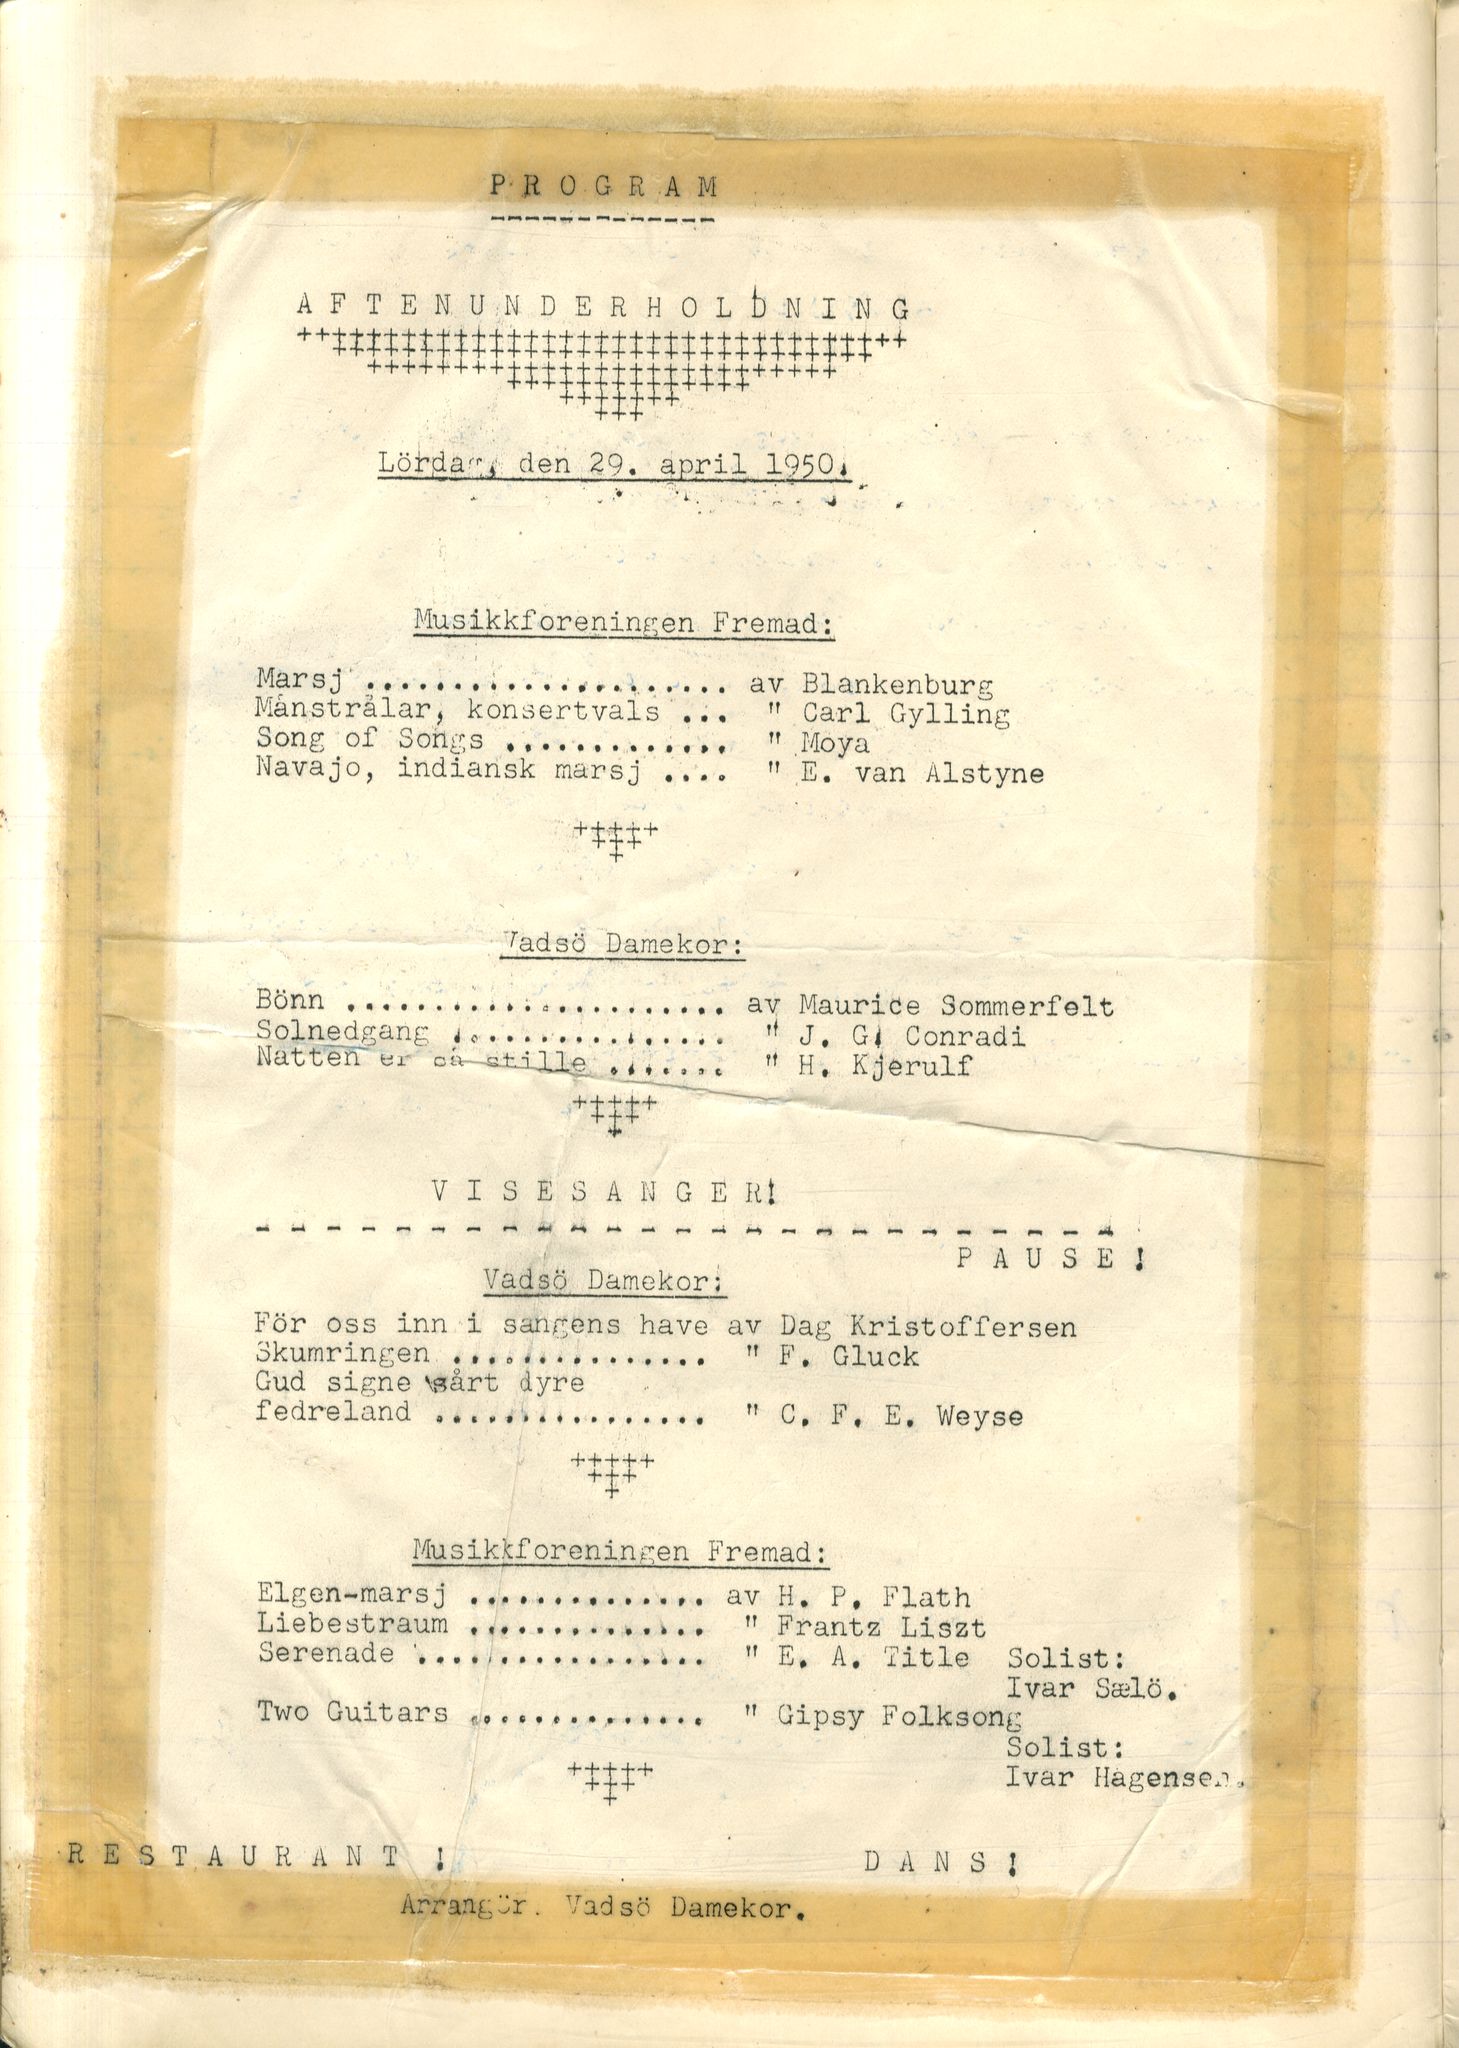 P R O G R A M
-------------
A F T E N U N D E R H O L D N I N G
+++++++++++++++++++++++++++++++++++
+++++++++++++++++++++++++++++++
+++++++++++++++++++++++++++
++++++++++++++
+++++++
+++
Lördag, den 29. april 1950.
Musikkforeningen Fremad:
Marsj ..................... av Blankenburg
Månstrålar, konsertvals ... " Carl Gylling
Song of Songs ............. " Moya
Navajo, indiansk marsj .... " E. van Alstyne
+++++
+++
+
Vadsö Damekor:
Bönn ...................... av Maurice Sommerfelt
Solnedgang ................ " J. G. Conradi
Natten er så stille ....... " H. Kjerulf
+++++
+++
+
V I S E S A N G E R!
- - - - - - - - - - - - - - - - - - - - - - - - -
P A U S E !
Vadsö Damekor:
För oss inn i sangens have av Dag Kristoffersen
Skumringen ............... " F. Gluck
Gud signe vårt dyre
fedreland ................ " C. F. E. Weyse
+++++
+++
+
Musikkforeningen Fremad:
Elgen-marsj .............. av H. P. Flath
Liebestraum .............. " Frantz Liszt
Serenade ................. " E. A. Title Solist:
Ivar Sælö.
Two Guitars .............. " Gipsy Folksong
Solist:
Ivar Hagensen.
+++++
+++
+
R E S T A U R A N T ! D A N S !
Arrangör. Vadsö Damekor.